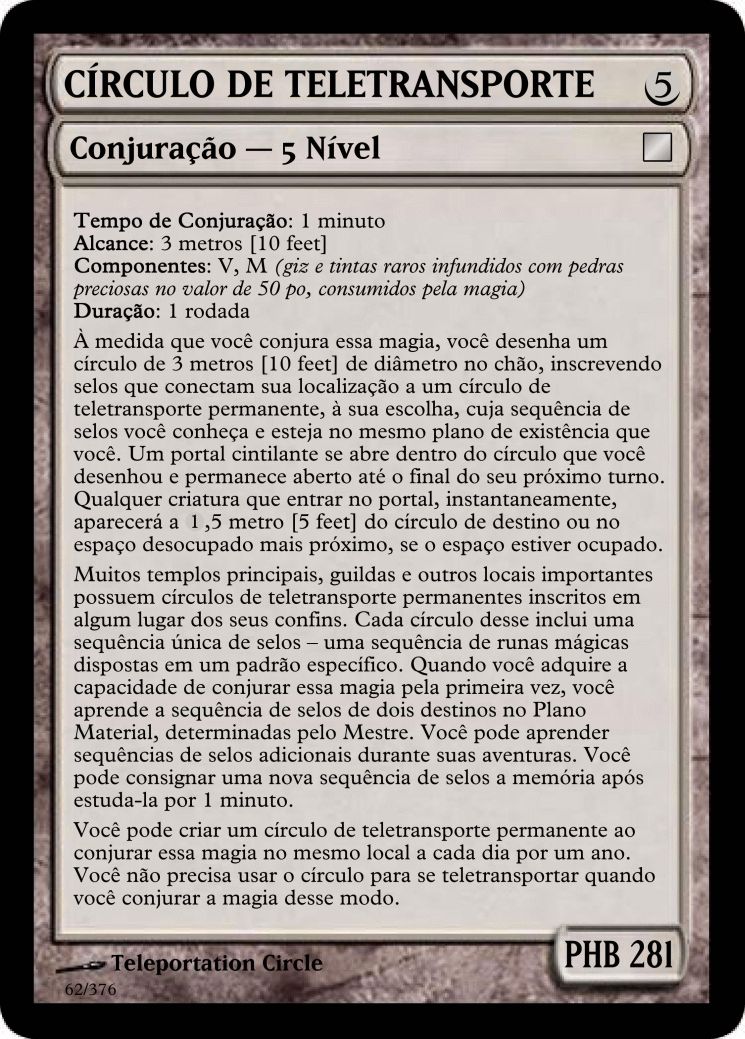 CÍRCULO DE TELETRANSPORTE 5
Conjuração — 5 Nível
Tempo de Conjuração: 1 minuto
Alcance: 3 metros [10 feet]
Componentes: V, M (giz e tintas raros infundidos com pedras
preciosas no valor de 50 po, consumidos pela magia)
Duração: 1 rodada
À medida que você conjura essa magia, você desenha um
círculo de 3 metros [10 feet] de diâmetro no chão, inscrevendo
selos que conectam sua localização a um círculo de
teletransporte permanente, à sua escolha, cuja sequência de
selos você conheça e esteja no mesmo plano de existência que
você. Um portal cintilante se abre dentro do círculo que você
desenhou e permanece aberto até o final do seu próximo turno.
Qualquer criatura que entrar no portal, instantaneamente,
aparecerá a 1 ,5 metro [5 feet] do círculo de destino ou no
espaço desocupado mais próximo, se o espaço estiver ocupado.
Muitos templos principais, guildas e outros locais importantes
possuem círculos de teletransporte permanentes inscritos em
algum lugar dos seus confins. Cada círculo desse inclui uma
sequência única de selos – uma sequência de runas mágicas
dispostas em um padrão específico. Quando você adquire a
capacidade de conjurar essa magia pela primeira vez, você
aprende a sequência de selos de dois destinos no Plano
Material, determinadas pelo Mestre. Você pode aprender
sequências de selos adicionais durante suas aventuras. Você
pode consignar uma nova sequência de selos a memória após
estuda-la por 1 minuto.
Você pode criar um círculo de teletransporte permanente ao
conjurar essa magia no mesmo local a cada dia por um ano.
Você não precisa usar o círculo para se teletransportar quando
você conjurar a magia desse modo.
PHB 281
Teleportation Circle
62/376